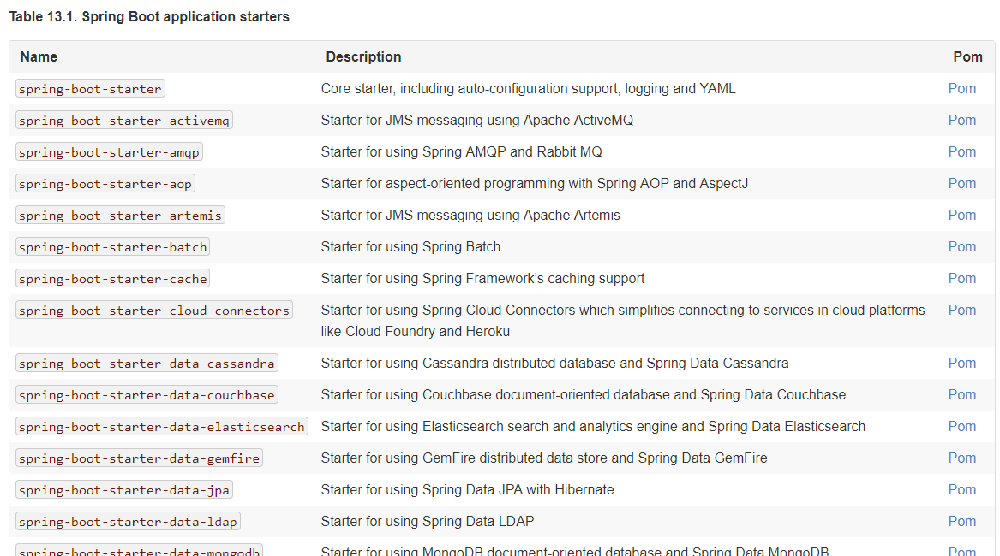 Table 13.1. Spring Boot application starters
Name Description Pom
spring-boot-starter Core starter, including auto-configuration support, logging and YAML Pom
spring-boot-starter-activemq Starter for JMS messaging using Apache ActiveMQ Pom
spring-boot-starter-amqp Starter for using Spring AMQP and Rabbit MQ Pom
spring-boot-starter-aop Starter for aspect-oriented programming with Spring AOP and AspectJ Pom
spring-boot-starter-artemis Starter for JMS messaging using Apache Artemis Pom
spring-boot-starter-batch Starter for using Spring Batch Pom
spring-boot-starter-cache Starter for using Spring Framework’s caching support Pom
spring-boot-starter-cloud-connectors Starter for using Spring Cloud Connectors which simplifies connecting to services in cloud platforms Pom
like Cloud Foundry and Heroku
spring-boot-starter-data-cassandra Starter for using Cassandra distributed database and Spring Data Cassandra Pom
spring-boot-starter-data-couchbase Starter for using Couchbase document-oriented database and Spring Data Couchbase Pom
spring-boot-starter-data-elasticsearch Starter for using Elasticsearch search and analytics engine and Spring Data Elasticsearch Pom
spring-boot-starter-data-gemfire Starter for using GemFire distributed data store and Spring Data GemFire Pom
spring-boot-starter-data-jpa Starter for using Spring Data JPA with Hibernate Pom
spring-boot-starter-data-ldap Starter for using Spring Data LDAP Pom
spring-boot-starter-data-mongodb Starter for using MongoDB document-oriented database and Spring Data MongoDB Pom